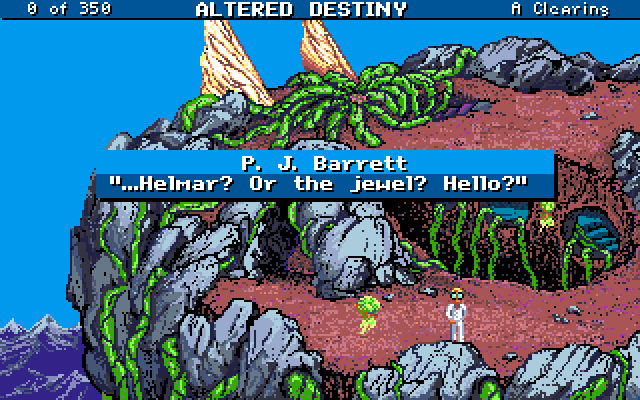 0 of 350 ALTERED DESTINY A Clearing
P. J. Barrett
"...Helmar? Or the jewel? Hello?"